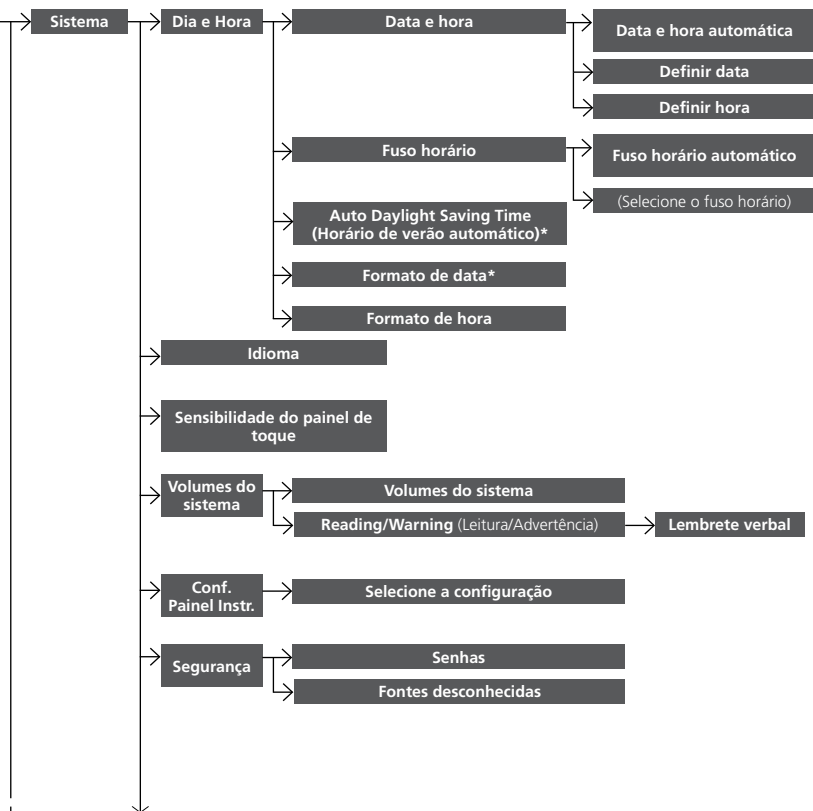 Sistema
Dia e Hora
Data e hora
Data e hora automática
Definir data
Definir hora
Fuso horário
Fuso horário automático
(Selecione o fuso horário)
Auto Daylight Saving Time
(Horário de verão automático)*
Formato de data*
Formato de hora
Idioma
Sensibilidade do painel de
toque
Volumes do
sistema
Volumes do sistema
Reading/Warning (Leitura/Advertência)
Lembrete verbal
Conf.
Painel Instr.
Selecione a configuração
Segurança
Senhas
Fontes desconhecidas